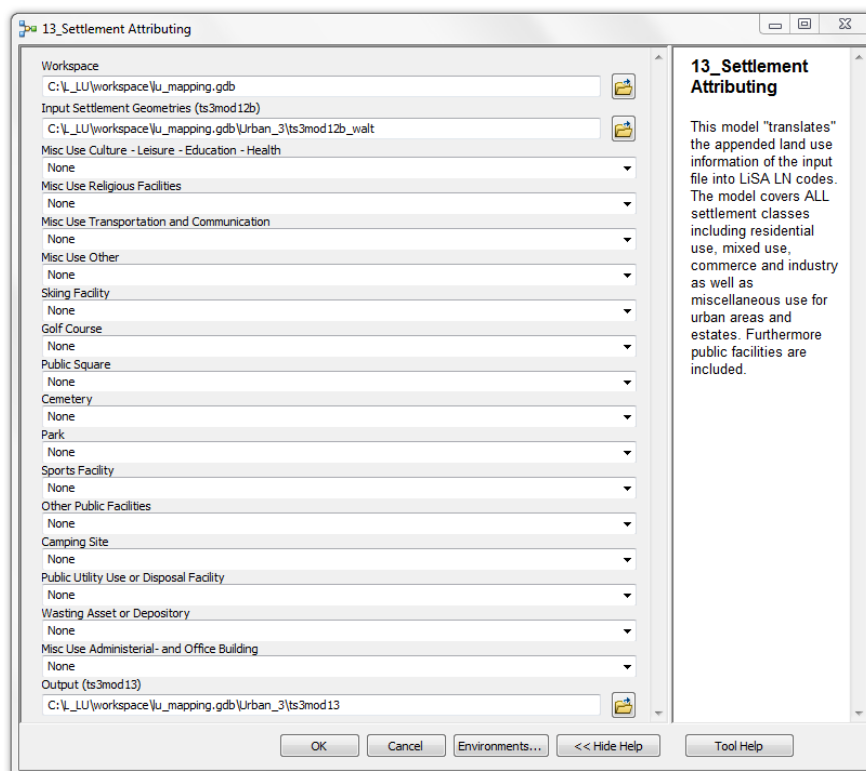 13_Settlement Attributing
Workspace
C:\L_LU\workspace\lu_mapping.gdb
Input Settlement Geometries (ts3mod12b)
C:\L_LU\workspace\lu_mapping.gdb\Urban_3\ts3mod12b_walt
Misc Use Culture - Leisure - Education - Health
None
Misc Use Religious Facilities
None
Misc Use Transportation and Communication
None
Misc Use Other
None
Skiing Facility
None
Golf Course
None
Public Square
None
Cemetery
None
Park
None
Sports Facility
None
Other Public Facilities
None
Camping Site
None
Public Utility Use or Disposal Facility
None
Wasting Asset or Depository
None
Misc Use Administerial- and Office Building
None
Output (ts3mod13)
C:\L_LU\workspace\lu_mapping.gdb\Urban_3\ts3mod13
13_Settlement
Attributing
This model "translates"
the appended land use
information of the input
file into LiSA LN codes.
The model covers ALL
settlement classes
including residential
use, mixed use,
commerce and industry
as well as
miscellaneous use for
urban areas and
estates. Furthermore
public facilities are
included.
OK
Cancel
Environments...
<< Hide Help
Tool Help